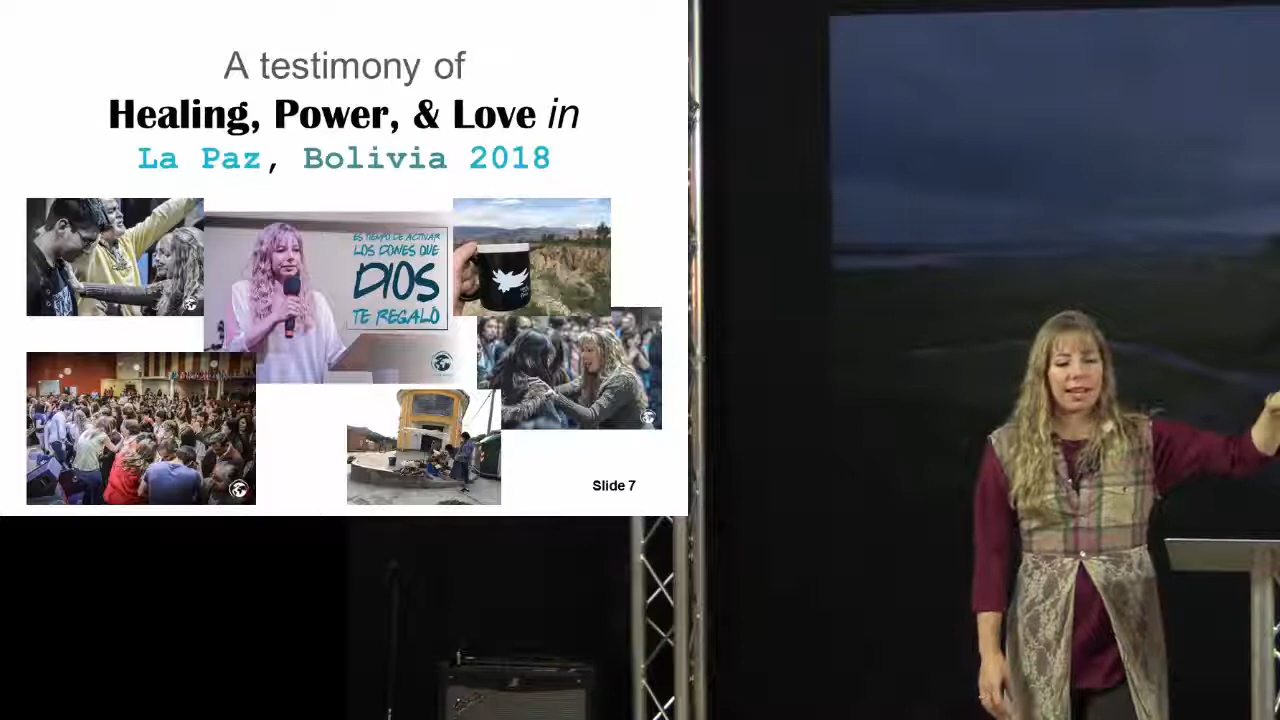 A testimony of
Healing, Power, & Love in
La Paz, Bolivia 2018
ES TIEMPO DE ACTIVAR
LOS DONES QUE
DIOS
TE REGALÓ
Slide 7